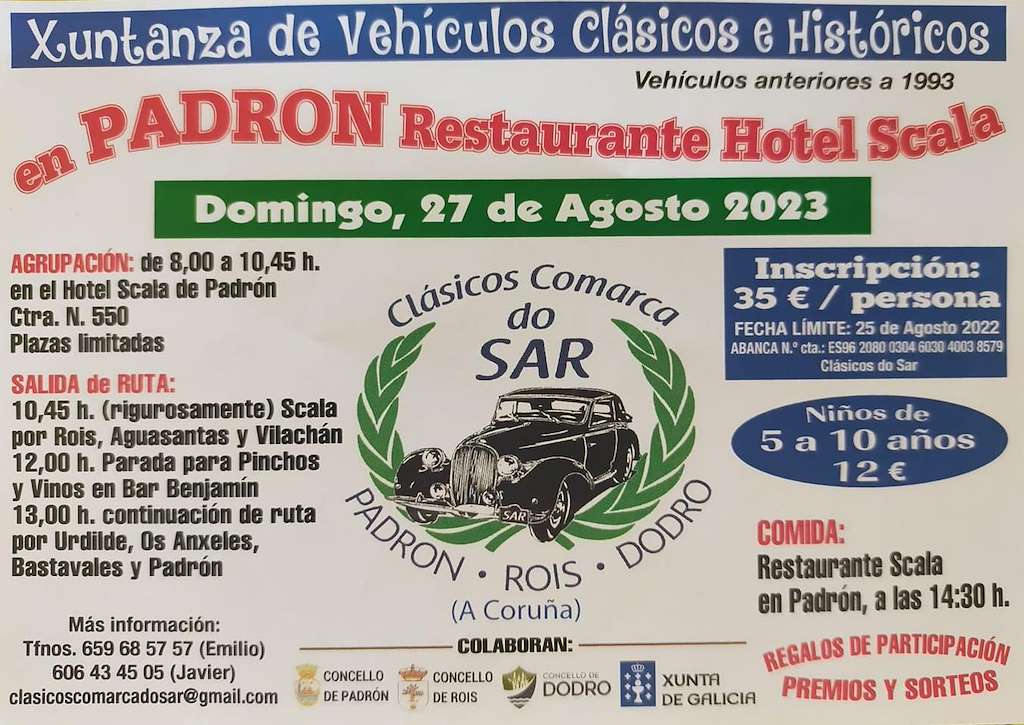 Xuntanza de Vehículos Clásicos e Históricos
Vehículos anteriores a 1993
en PADRON Restaurante Hotel Scala
Domingo, 27 de Agosto 2023
AGRUPACIÓN: de 8,00 a 10,45 h.
en el Hotel Scala de Padrón
Ctra. N. 550
Plazas limitadas
SALIDA de RUTA:
10,45 h. (rigurosamente) Scala
por Rois, Aguasantas y Vilachán
12,00 h. Parada para Pinchos
y Vinos en Bar Benjamín
13,00 h. continuación de ruta
por Urdilde, Os Anxeles,
Bastavales y Padrón
Más información:
Tfnos. 659 68 57 57 (Emilio)
606 43 45 05 (Javier)
clasicoscomarcadosar@gmail.com
Clásicos Comarca
do
SAR
SAR
PADRON · ROIS · DODRO
(A Coruña)
Inscripción:
35 € / persona
FECHA LÍMITE: 25 de Agosto 2022
ABANCA N.º cta.: ES96 2080 0304 6030 4003 8579
Clásicos do Sar
Niños de
5 a 10 años
12 €
COMIDA:
Restaurante Scala
en Padrón, a las 14:30 h.
REGALOS DE PARTICIPACIÓN
PREMIOS Y SORTEOS
COLABORAN:
CONCELLO
DE PADRÓN
CONCELLO
DE ROIS
CONCELLO DE
DODRO
XUNTA
DE GALICIA